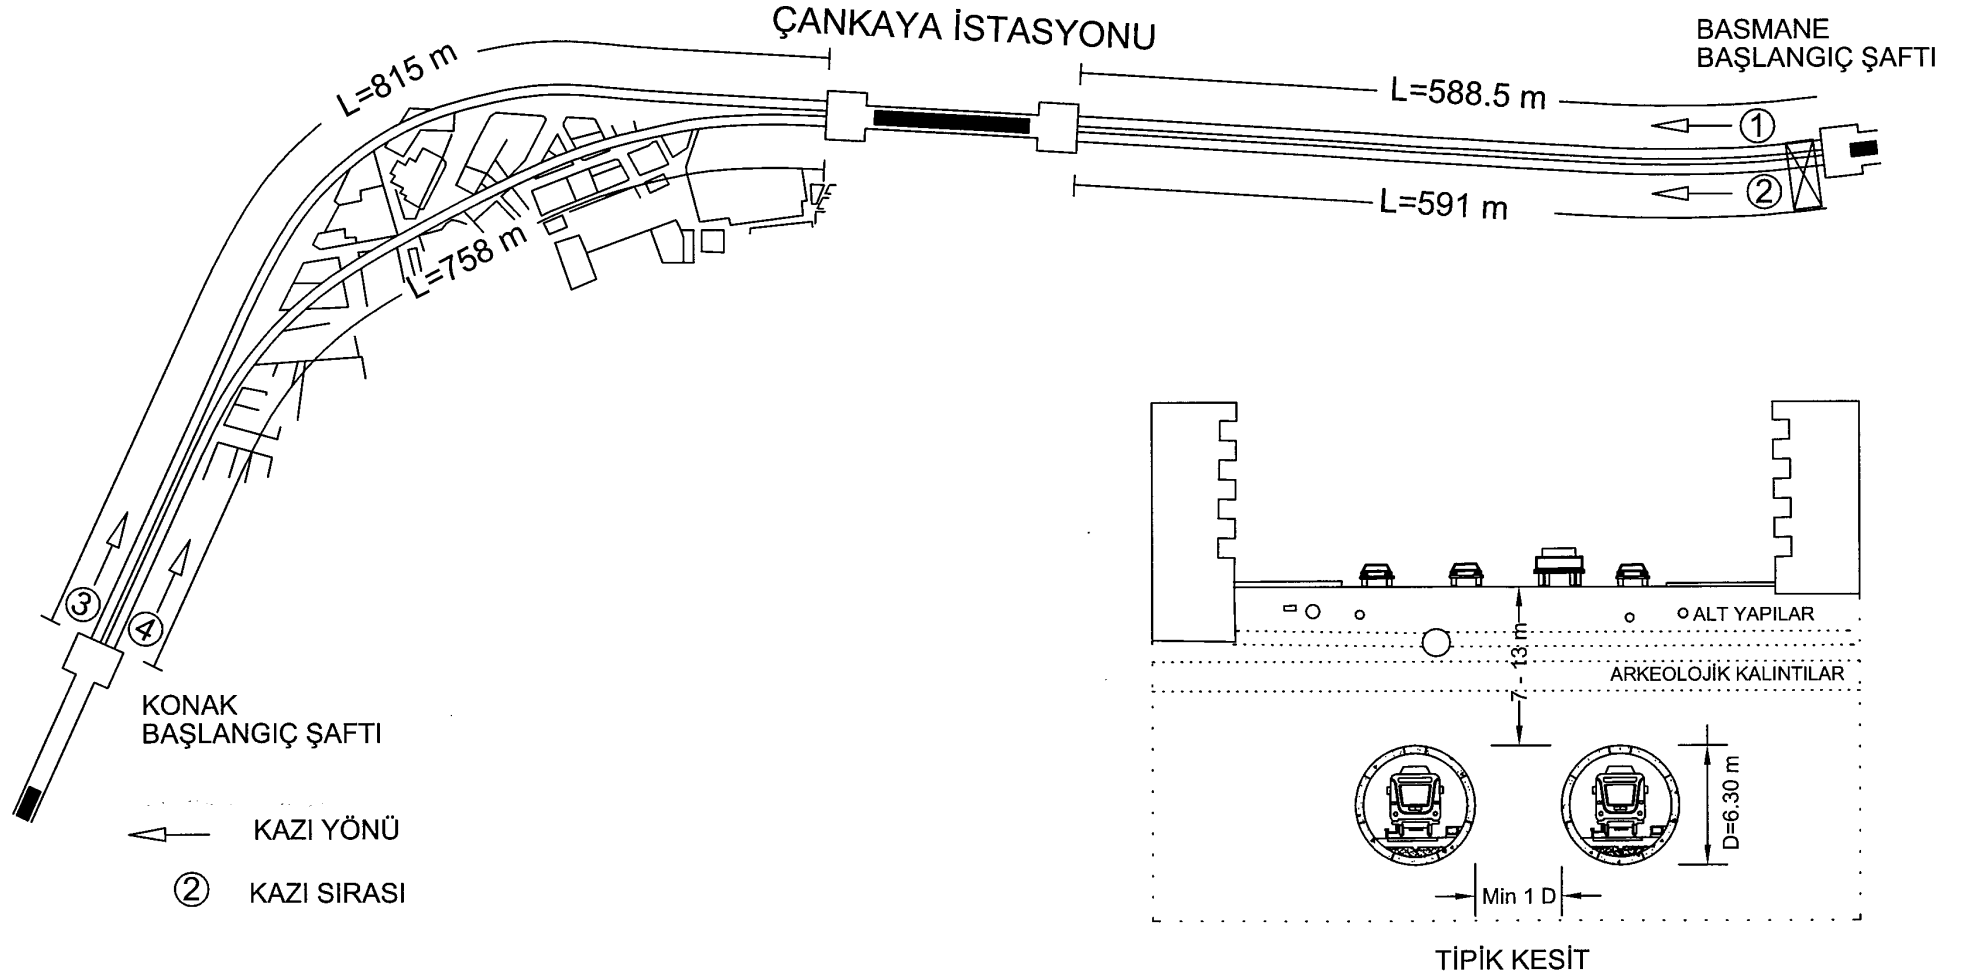 ÇANKAYA İSTASYONU
BASMANE
BAŞLANGIÇ ŞAFTI
L=815 m
L=588.5 m
1
2
L=591 m
L=758 m
3
4
KONAK
BAŞLANGIÇ ŞAFTI
KAZI YÖNÜ
2 KAZI SIRASI
ALT YAPILAR
7 - 13 m
ARKEOLOJİK KALINTILAR
D=6.30 m
Min 1 D
TİPİK KESİT